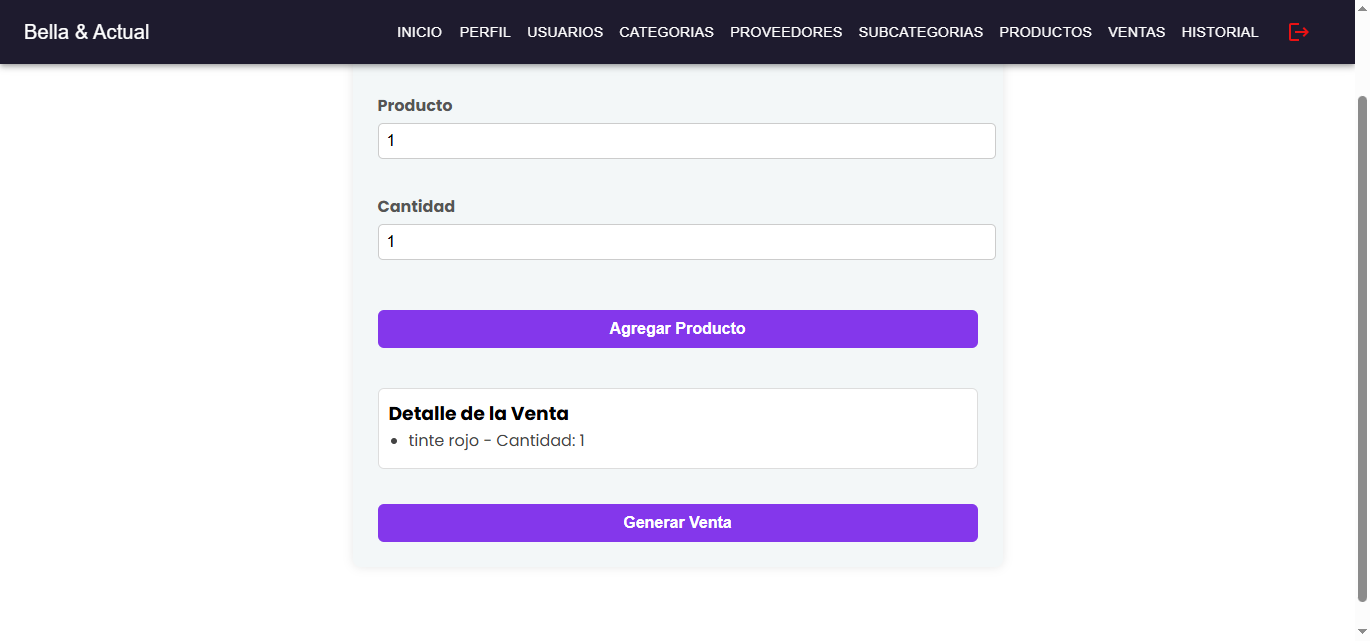 Bella & Actual
INICIO PERFIL USUARIOS CATEGORIAS PROVEEDORES SUBCATEGORIAS PRODUCTOS VENTAS HISTORIAL
Producto
1
Cantidad
1
Agregar Producto
Detalle de la Venta
• tinte rojo - Cantidad: 1
Generar Venta